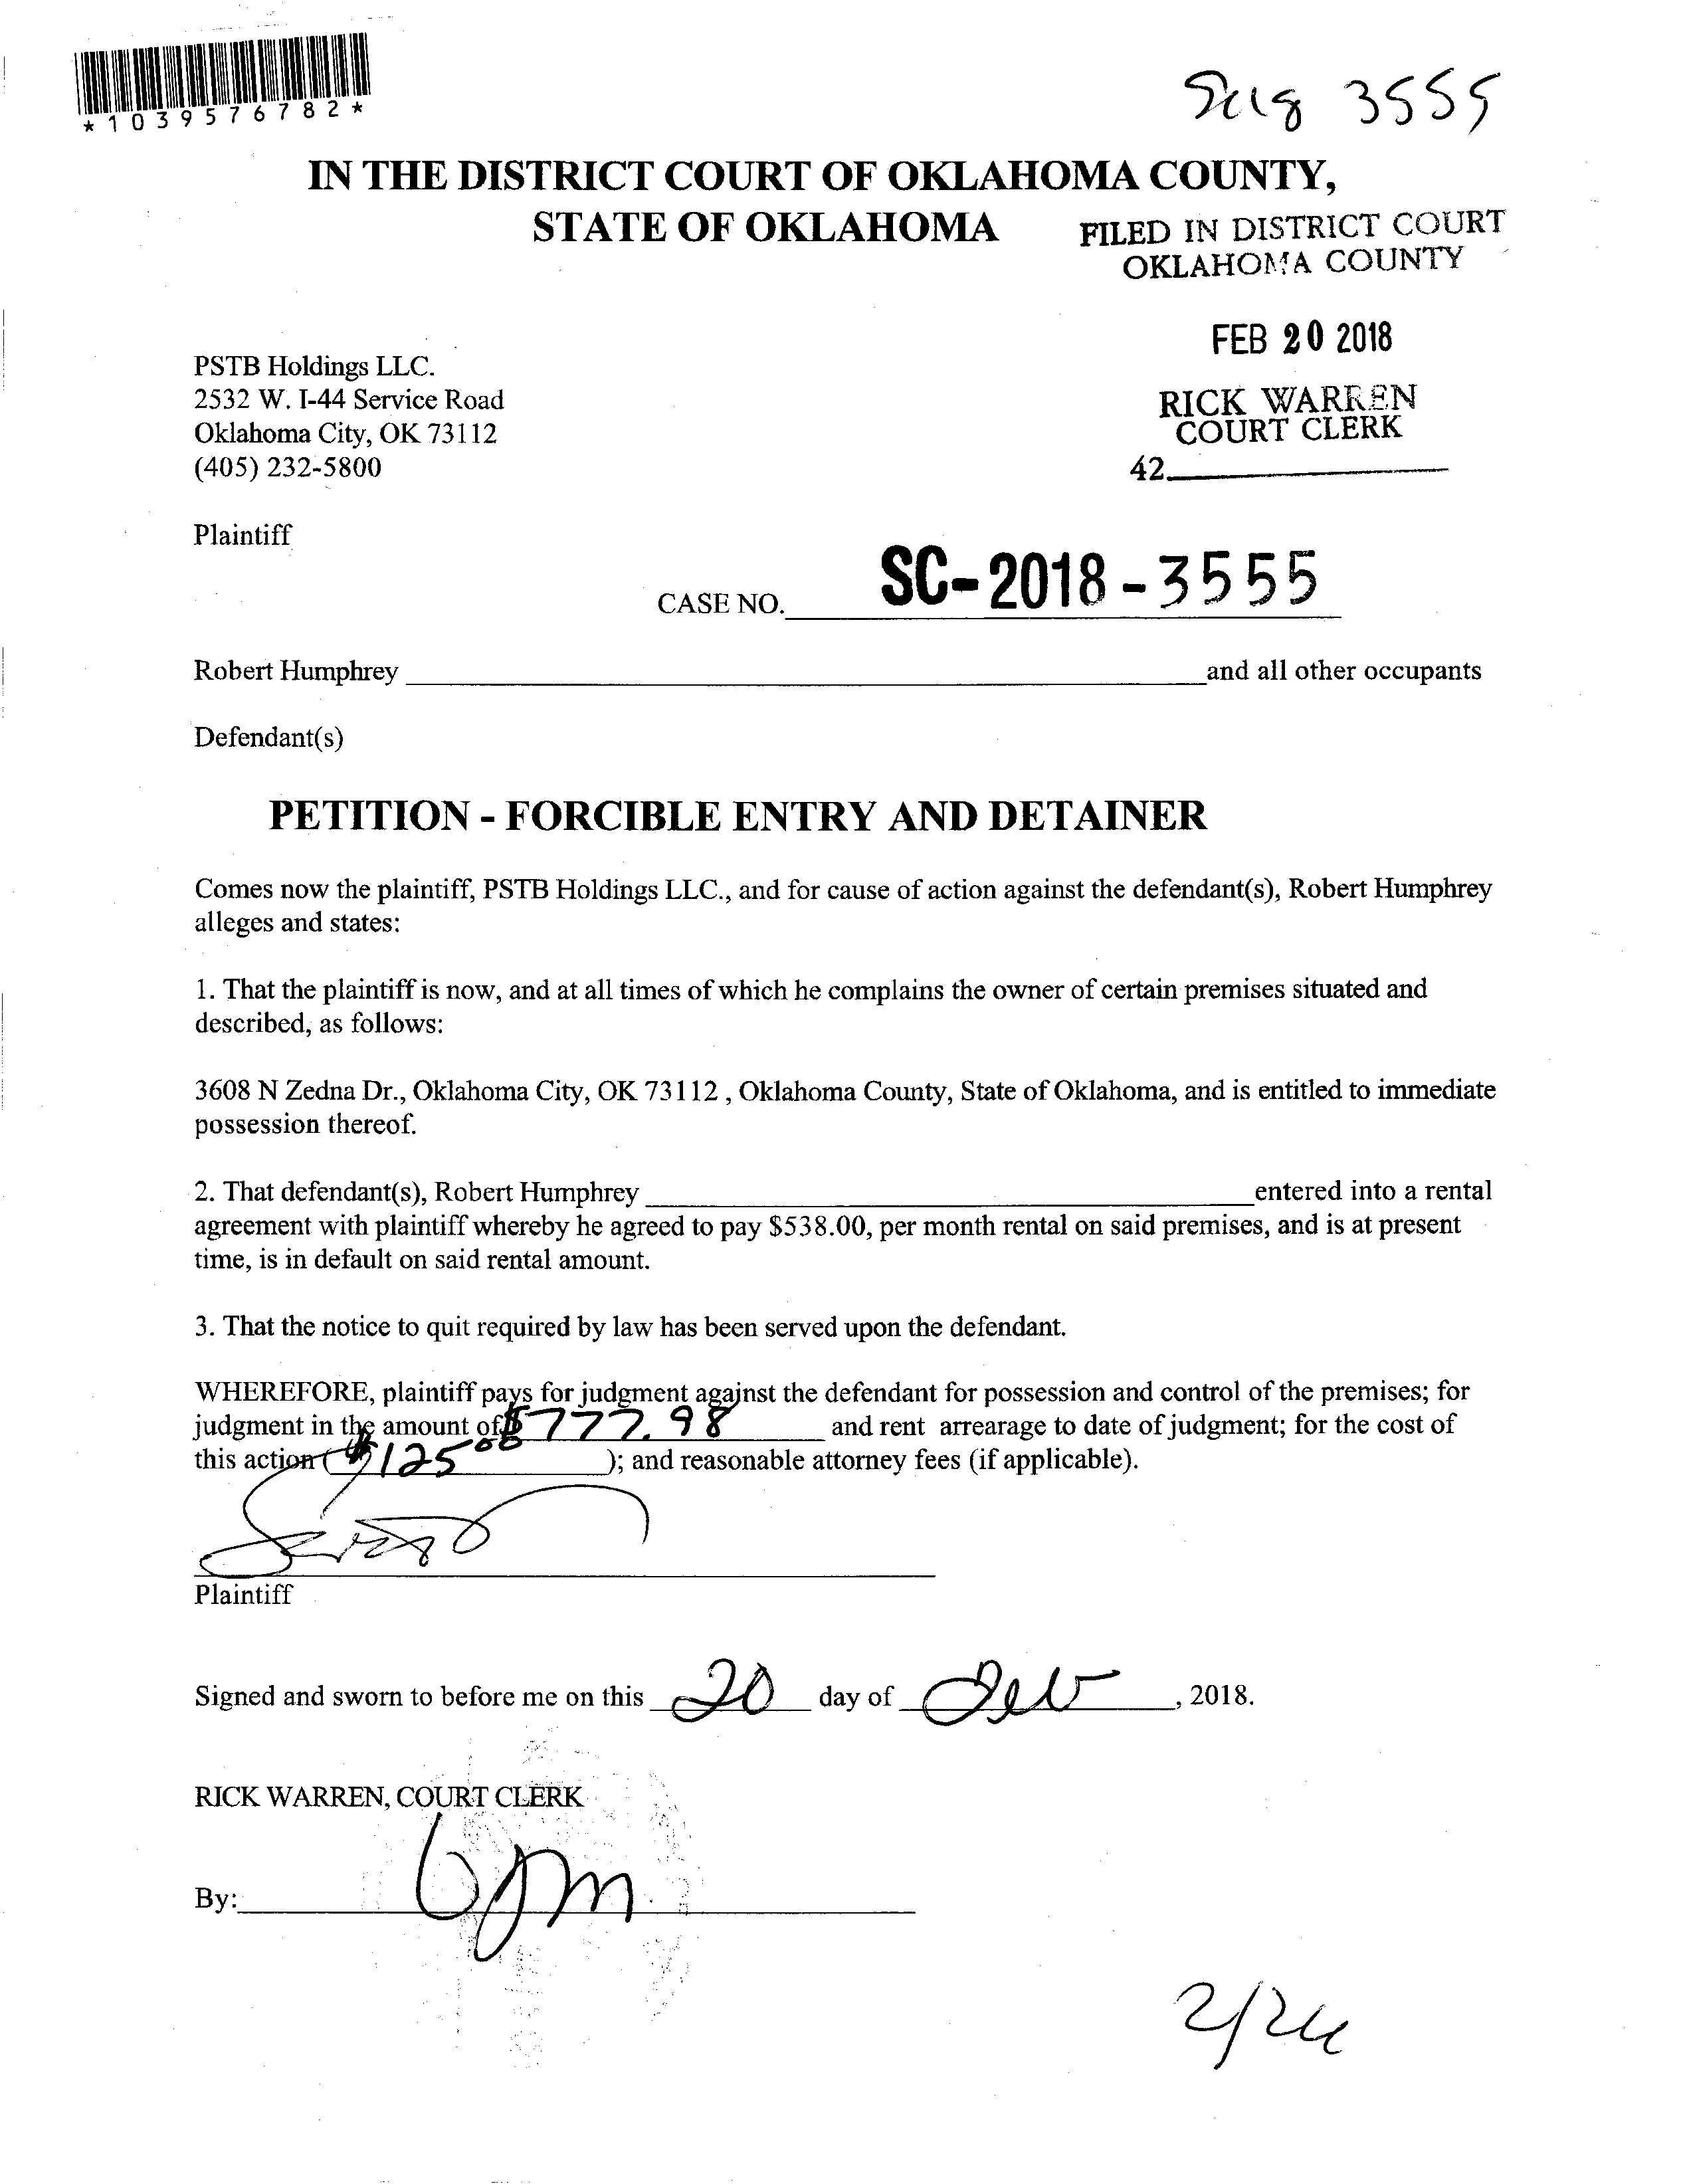 *1039576782*
3555
IN THE DISTRICT COURT OF OKLAHOMA COUNTY,
STATE OF OKLAHOMA
FILED IN DISTRICT COURT
OKLAHOMA COUNTY
FEB 20 2018
RICK WARREN
COURT CLERK
42
PSTB Holdings LLC.
2532 W. I-44 Service Road
Oklahoma City, OK 73112
(405) 232-5800
Plaintiff
CASE NO. SC-2018-3555
Robert Humphrey and all other occupants
Defendant(s)
PETITION - FORCIBLE ENTRY AND DETAINER
Comes now the plaintiff, PSTB Holdings LLC., and for cause of action against the defendant(s), Robert Humphrey
alleges and states:
1. That the plaintiff is now, and at all times of which he complains the owner of certain premises situated and
described, as follows:
3608 N Zedna Dr., Oklahoma City, OK 73112 , Oklahoma County, State of Oklahoma, and is entitled to immediate
possession thereof.
2. That defendant(s), Robert Humphrey entered into a rental
agreement with plaintiff whereby he agreed to pay $538.00, per month rental on said premises, and is at present
time, is in default on said rental amount.
3. That the notice to quit required by law has been served upon the defendant.
WHEREFORE, plaintiff pays for judgment against the defendant for possession and control of the premises; for
judgment in the amount of $777.98 and rent arrearage to date of judgment; for the cost of
this action ( $125.00 ); and reasonable attorney fees (if applicable).
Plaintiff
Signed and sworn to before me on this 20 day of Feb, 2018.
RICK WARREN, COURT CLERK
By: